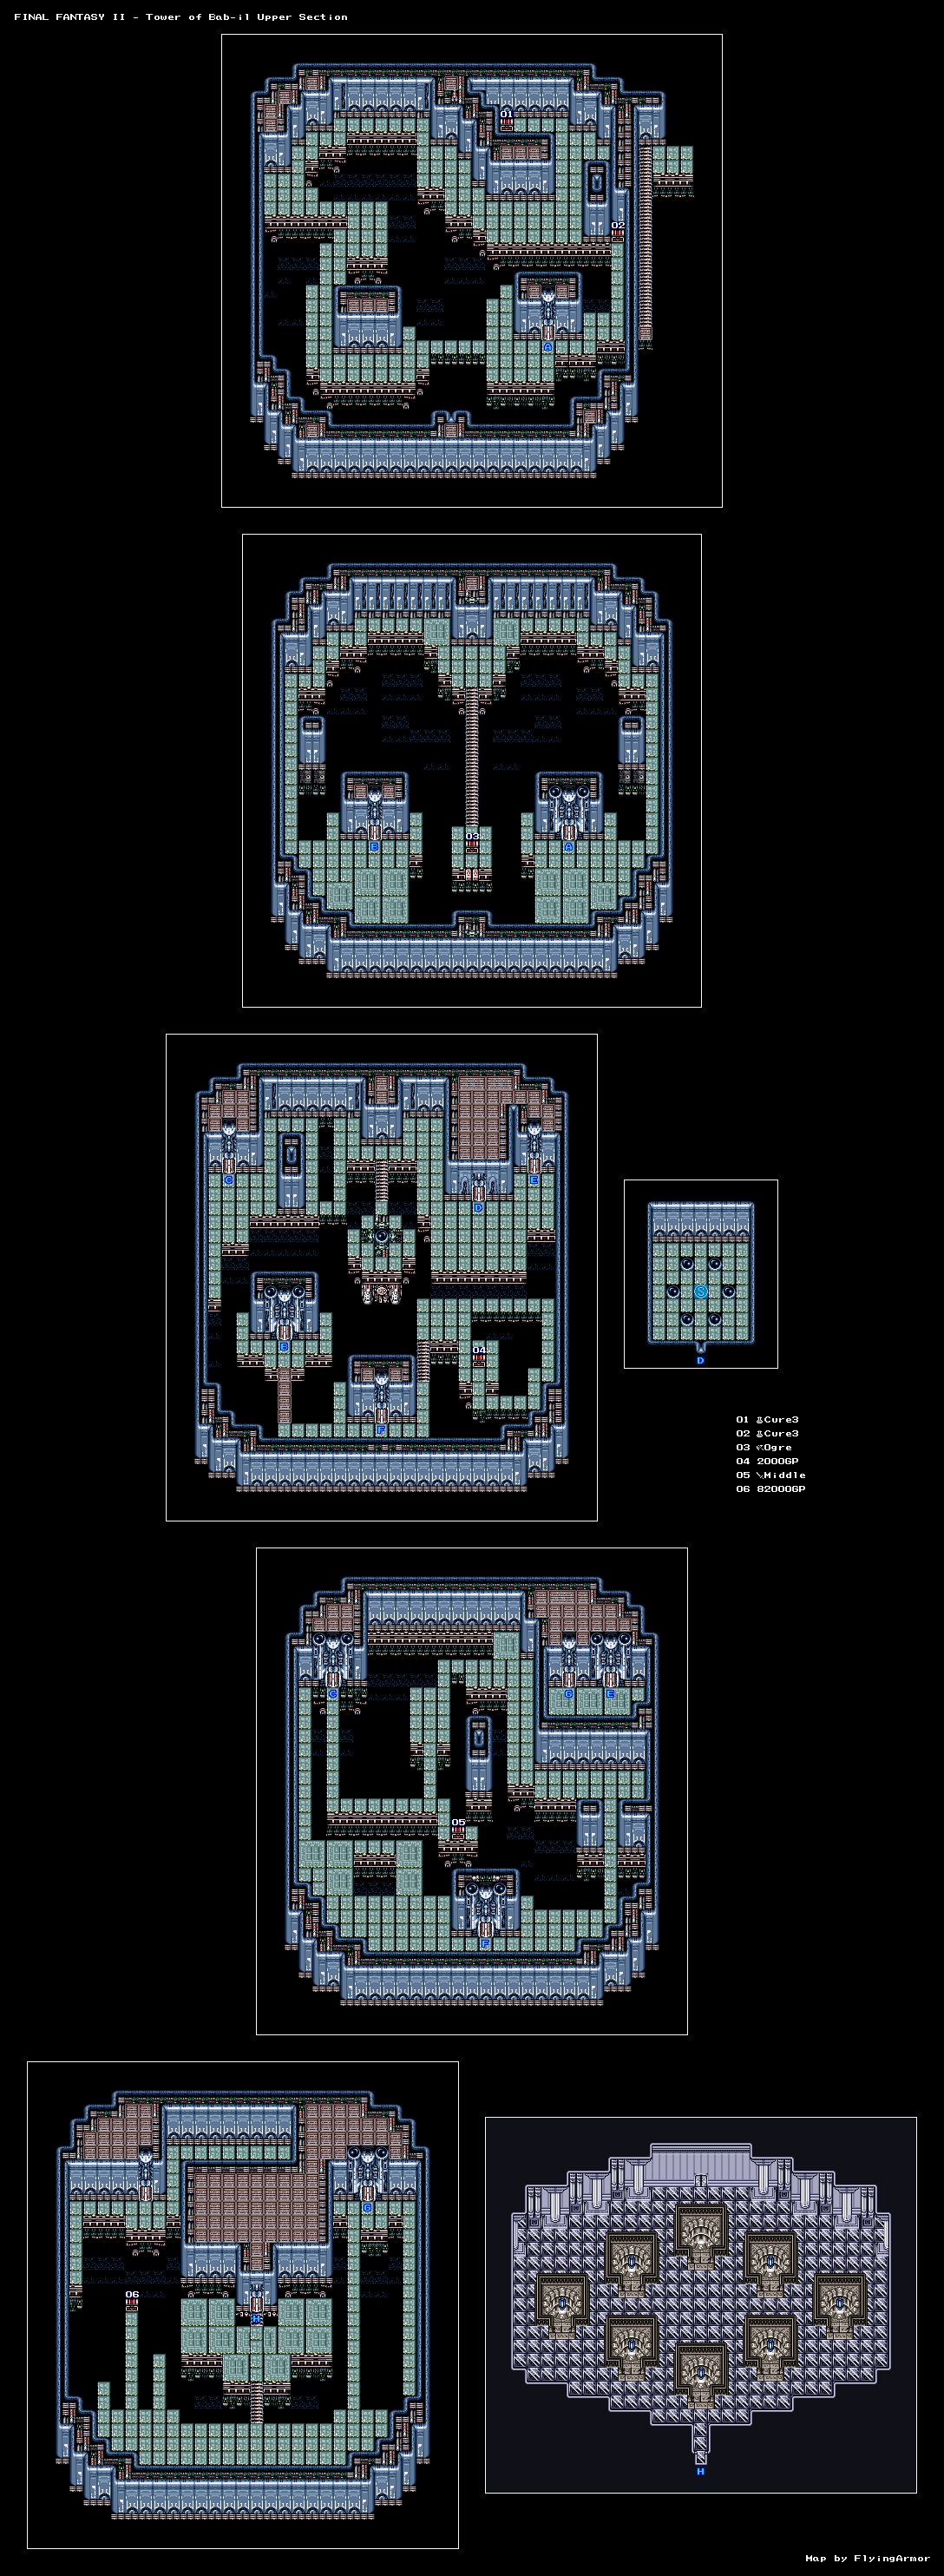 FINAL FANTASY II - Tower of Bab-il Upper Section
01
02
A
03
B
A
C
E
D
B
04
F
S
D
01 Cure3
02 Cure3
03 Ogre
04 2000GP
05 Middle
06 82000GP
C
G
E
05
F
G
06
H
H
Map by FlyingArmor